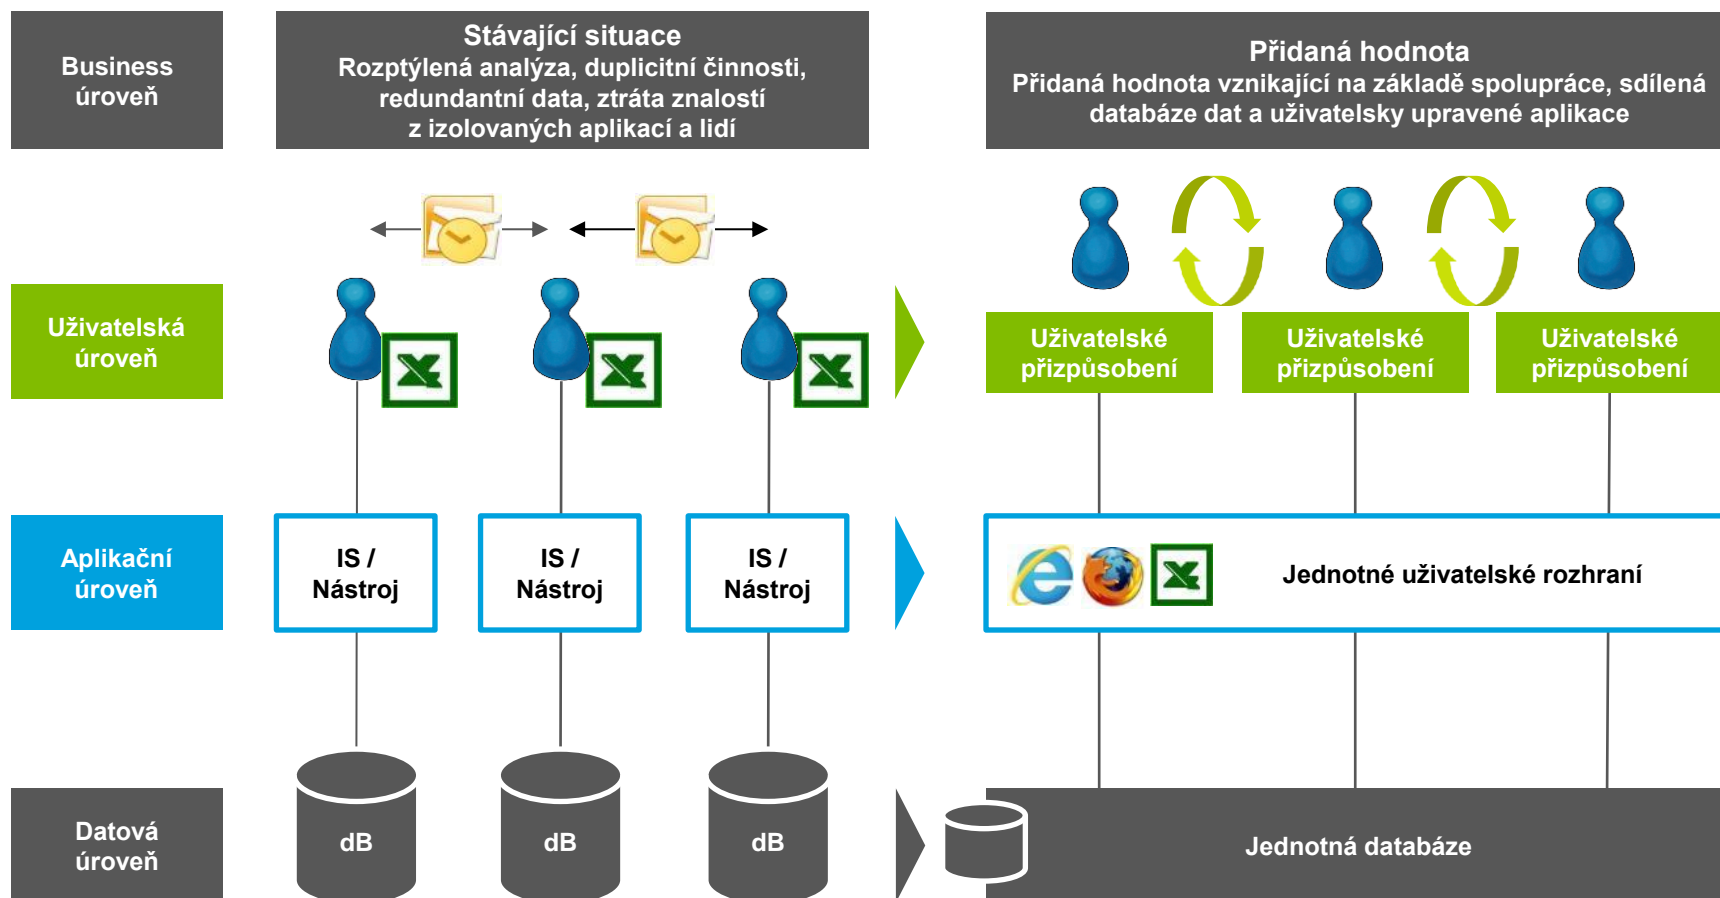 Business
úroveň
Stávající situace
Rozptýlená analýza, duplicitní činnosti,
redundantní data, ztráta znalostí
z izolovaných aplikací a lidí
Přidaná hodnota
Přidaná hodnota vznikající na základě spolupráce, sdílená
databáze dat a uživatelsky upravené aplikace
Uživatelská
úroveň
Uživatelské
přizpůsobení
Uživatelské
přizpůsobení
Uživatelské
přizpůsobení
Aplikační
úroveň
IS /
Nástroj
IS /
Nástroj
IS /
Nástroj
Jednotné uživatelské rozhraní
Datová
úroveň
dB
dB
dB
Jednotná databáze